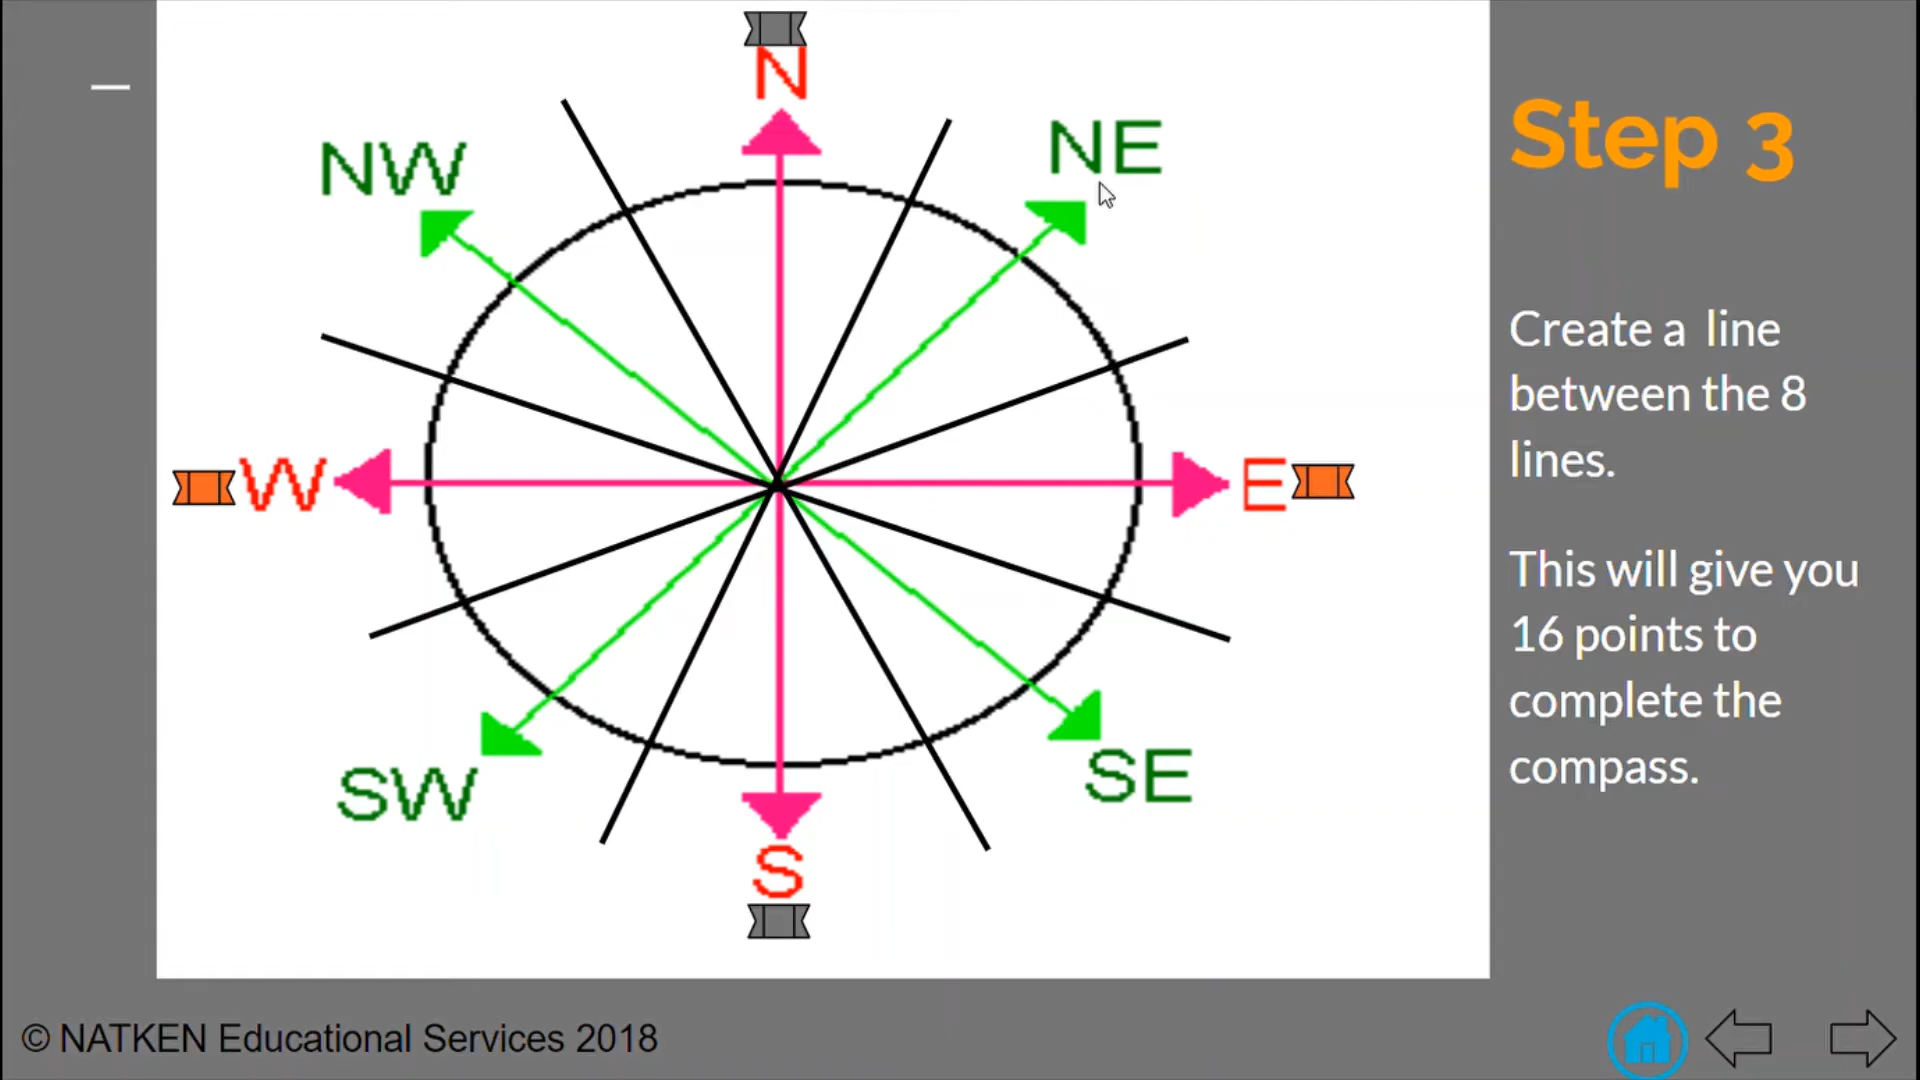 N
NW
NE
W
E
SW
SE
S
Step 3
Create a line
between the 8
lines.
This will give you
16 points to
complete the
compass.
© NATKEN Educational Services 2018